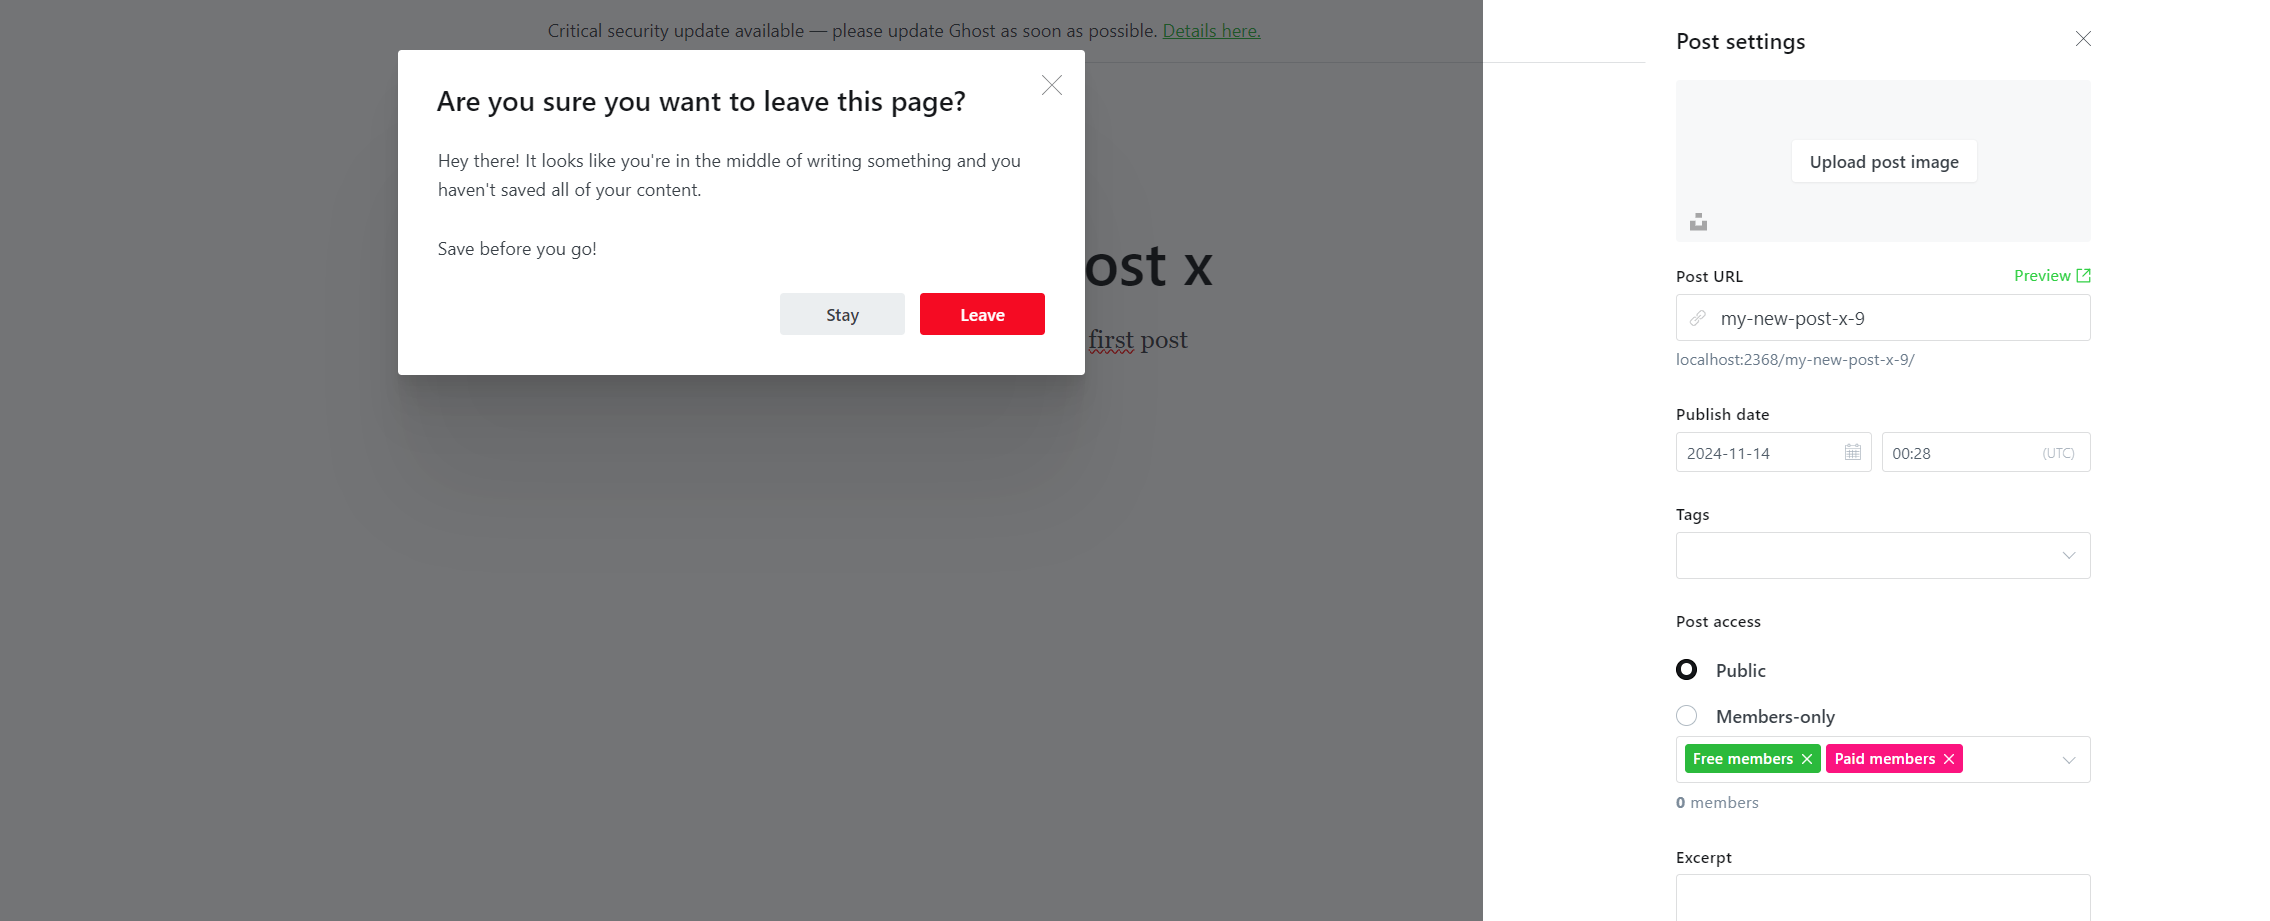 Critical security update available — please update Ghost as soon as possible. Details here.
Are you sure you want to leave this page?
Hey there! It looks like you're in the middle of writing something and you
haven't saved all of your content.
Save before you go!
Stay
Leave
ost x
first post
Post settings
Upload post image
Post URL
Preview
my-new-post-x-9
localhost:2368/my-new-post-x-9/
Publish date
2024-11-14
00:28
(UTC)
Tags
Post access
Public
Members-only
Free members
Paid members
0 members
Excerpt